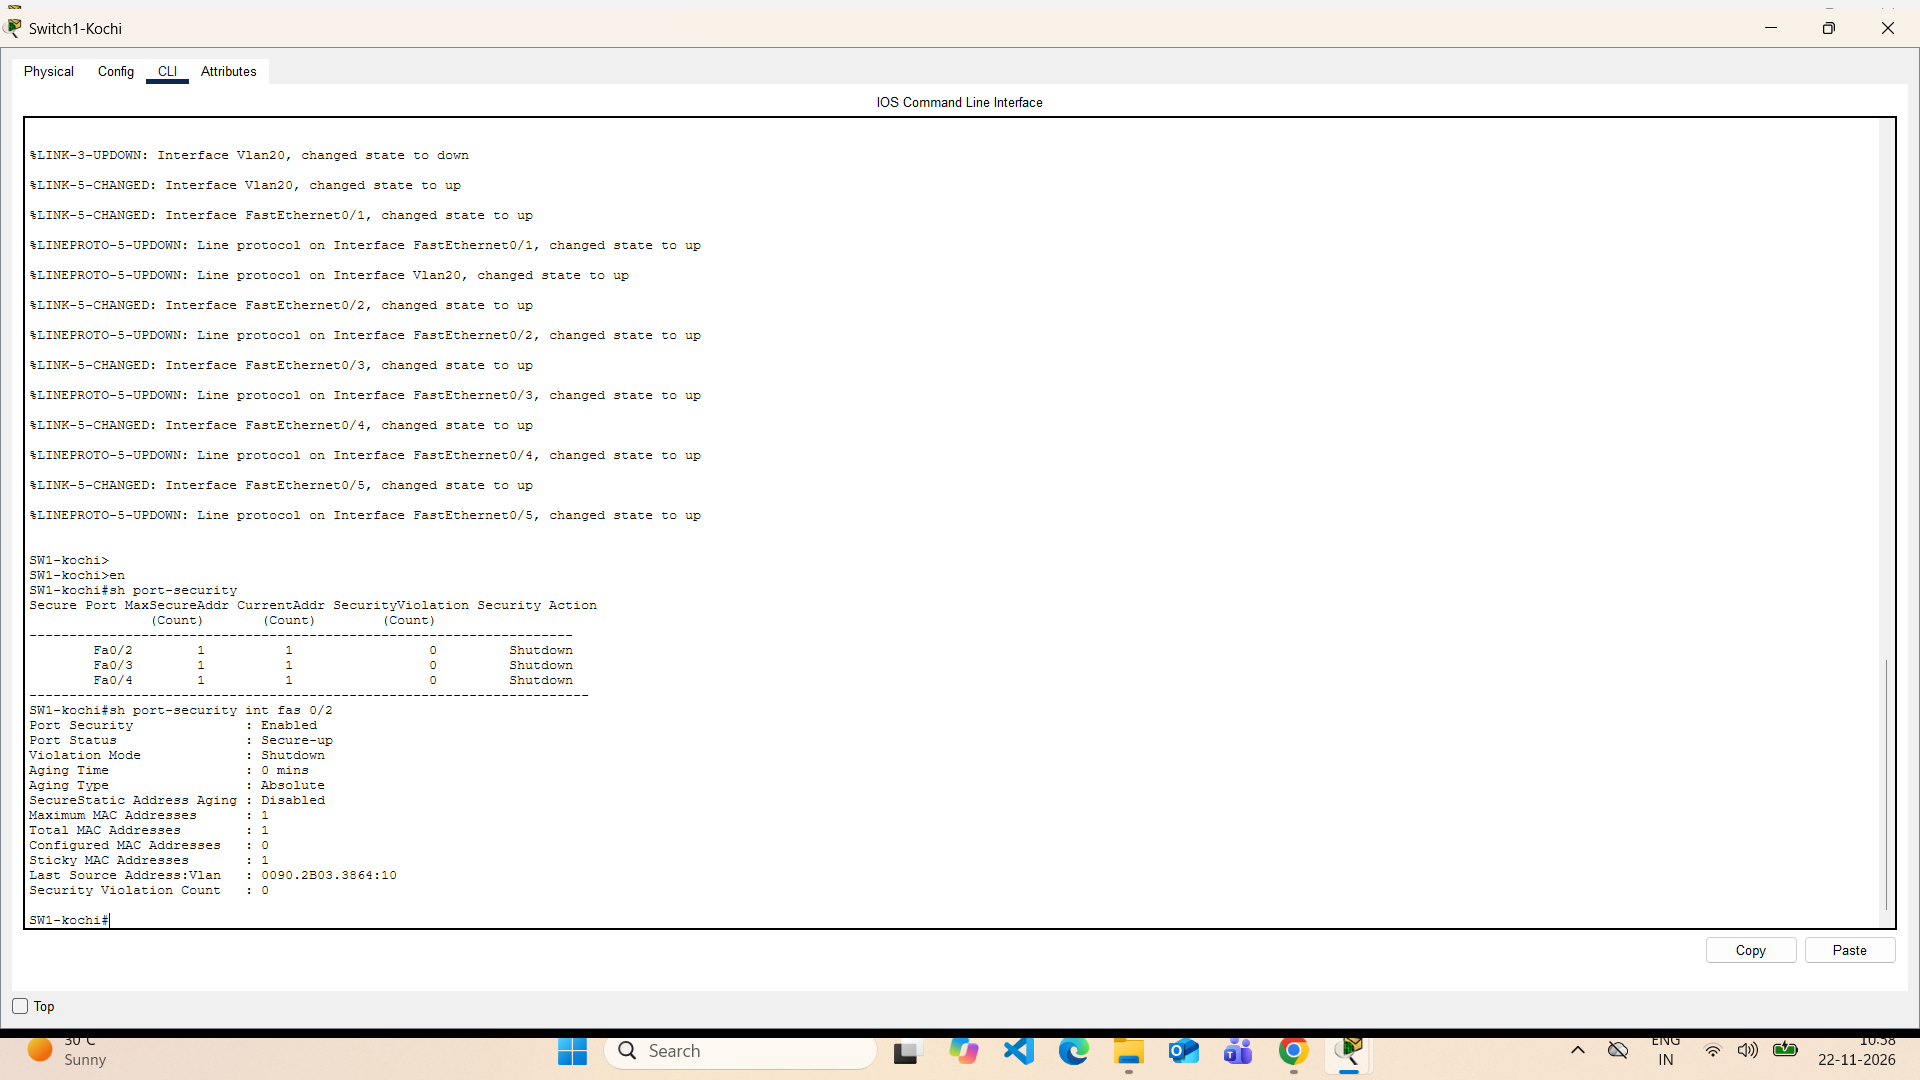 Switch1-Kochi
Physical Config CLI Attributes
IOS Command Line Interface
%LINK-3-UPDOWN: Interface Vlan20, changed state to down
%LINK-5-CHANGED: Interface Vlan20, changed state to up
%LINK-5-CHANGED: Interface FastEthernet0/1, changed state to up
%LINEPROTO-5-UPDOWN: Line protocol on Interface FastEthernet0/1, changed state to up
%LINEPROTO-5-UPDOWN: Line protocol on Interface Vlan20, changed state to up
%LINK-5-CHANGED: Interface FastEthernet0/2, changed state to up
%LINEPROTO-5-UPDOWN: Line protocol on Interface FastEthernet0/2, changed state to up
%LINK-5-CHANGED: Interface FastEthernet0/3, changed state to up
%LINEPROTO-5-UPDOWN: Line protocol on Interface FastEthernet0/3, changed state to up
%LINK-5-CHANGED: Interface FastEthernet0/4, changed state to up
%LINEPROTO-5-UPDOWN: Line protocol on Interface FastEthernet0/4, changed state to up
%LINK-5-CHANGED: Interface FastEthernet0/5, changed state to up
%LINEPROTO-5-UPDOWN: Line protocol on Interface FastEthernet0/5, changed state to up
SW1-kochi>
SW1-kochi>en
SW1-kochi#sh port-security
Secure Port MaxSecureAddr CurrentAddr SecurityViolation Security Action
(Count) (Count) (Count)
--------------------------------------------------------------------
Fa0/2 1 1 0 Shutdown
Fa0/3 1 1 0 Shutdown
Fa0/4 1 1 0 Shutdown
----------------------------------------------------------------------
SW1-kochi#sh port-security int fas 0/2
Port Security : Enabled
Port Status : Secure-up
Violation Mode : Shutdown
Aging Time : 0 mins
Aging Type : Absolute
SecureStatic Address Aging : Disabled
Maximum MAC Addresses : 1
Total MAC Addresses : 1
Configured MAC Addresses : 0
Sticky MAC Addresses : 1
Last Source Address:Vlan : 0090.2B03.3864:10
Security Violation Count : 0
SW1-kochi#
Copy Paste
Top
30°C
Sunny
Search
ENG
IN
10:58
22-11-2026